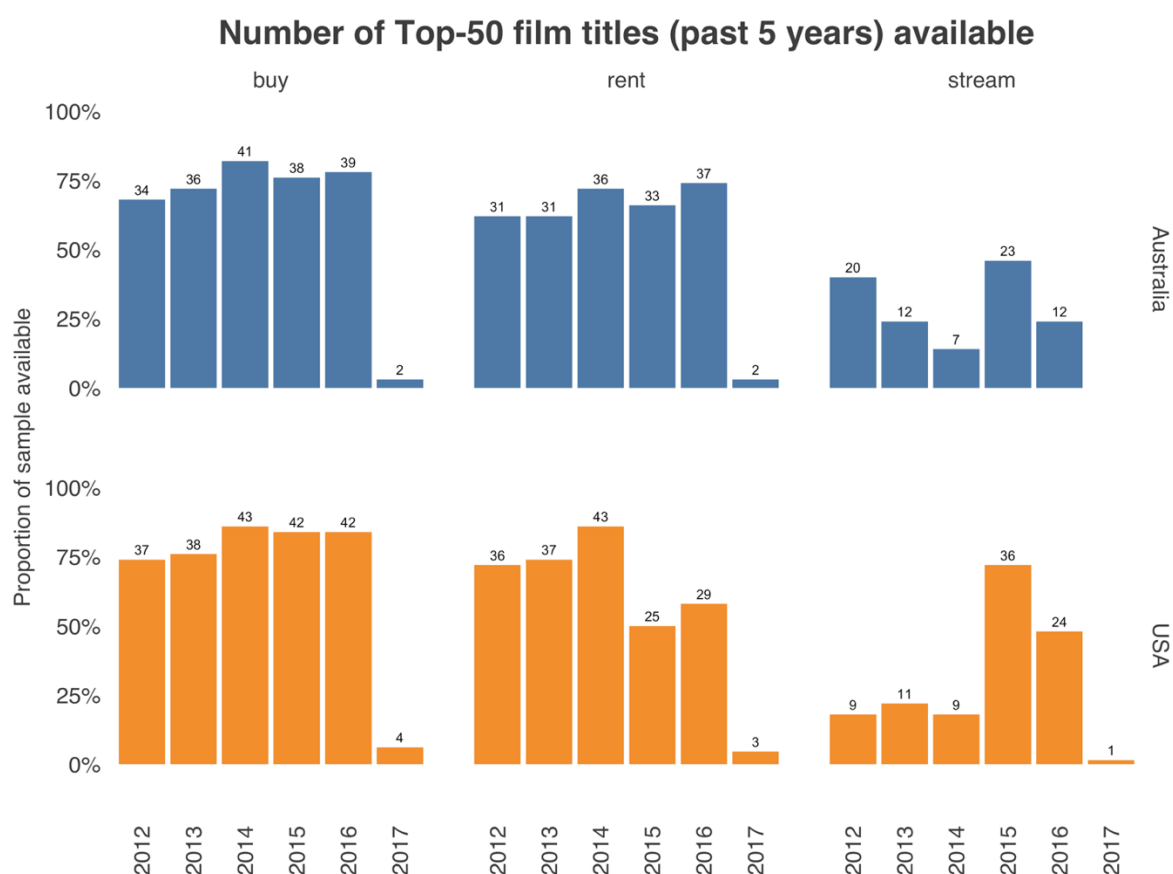 Number of Top-50 film titles (past 5 years) available
buy rent stream
Proportion of sample available
100%
75%
50%
25%
0%
34 36 41 38 39 2
31 31 36 33 37 2
20 12 7 23 12
Australia
100%
75%
50%
25%
0%
37 38 43 42 42 4
36 37 43 25 29 3
9 11 9 36 24 1
USA
2012 2013 2014 2015 2016 2017
2012 2013 2014 2015 2016 2017
2012 2013 2014 2015 2016 2017